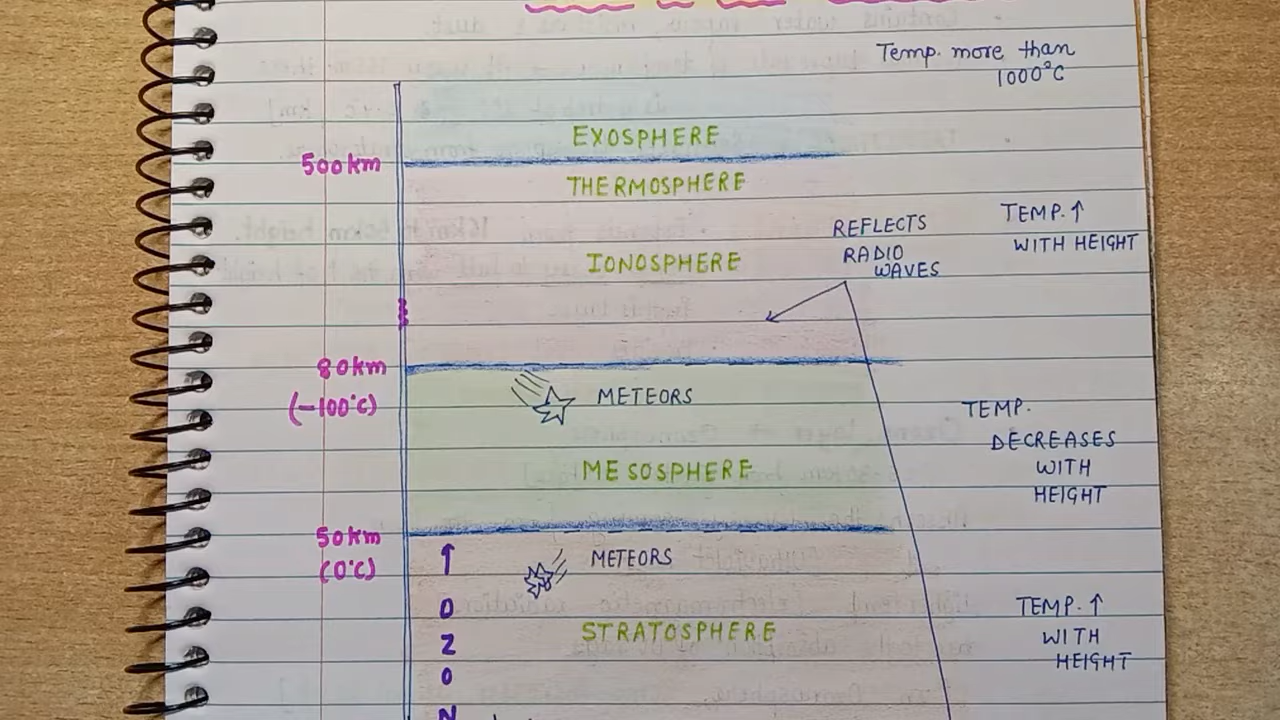 Temp. more than
1000°C
EXOSPHERE
500km
THERMOSPHERE
TEMP. ↑
WITH HEIGHT
REFLECTS
RADIO
WAVES
IONOSPHERE
80km
(-100°C)
METEORS
TEMP.
DECREASES
WITH
HEIGHT
MESOSPHERE
50km
(0°C)
METEORS
↑
O
Z
O
N
STRATOSPHERE
TEMP. ↑
WITH
HEIGHT